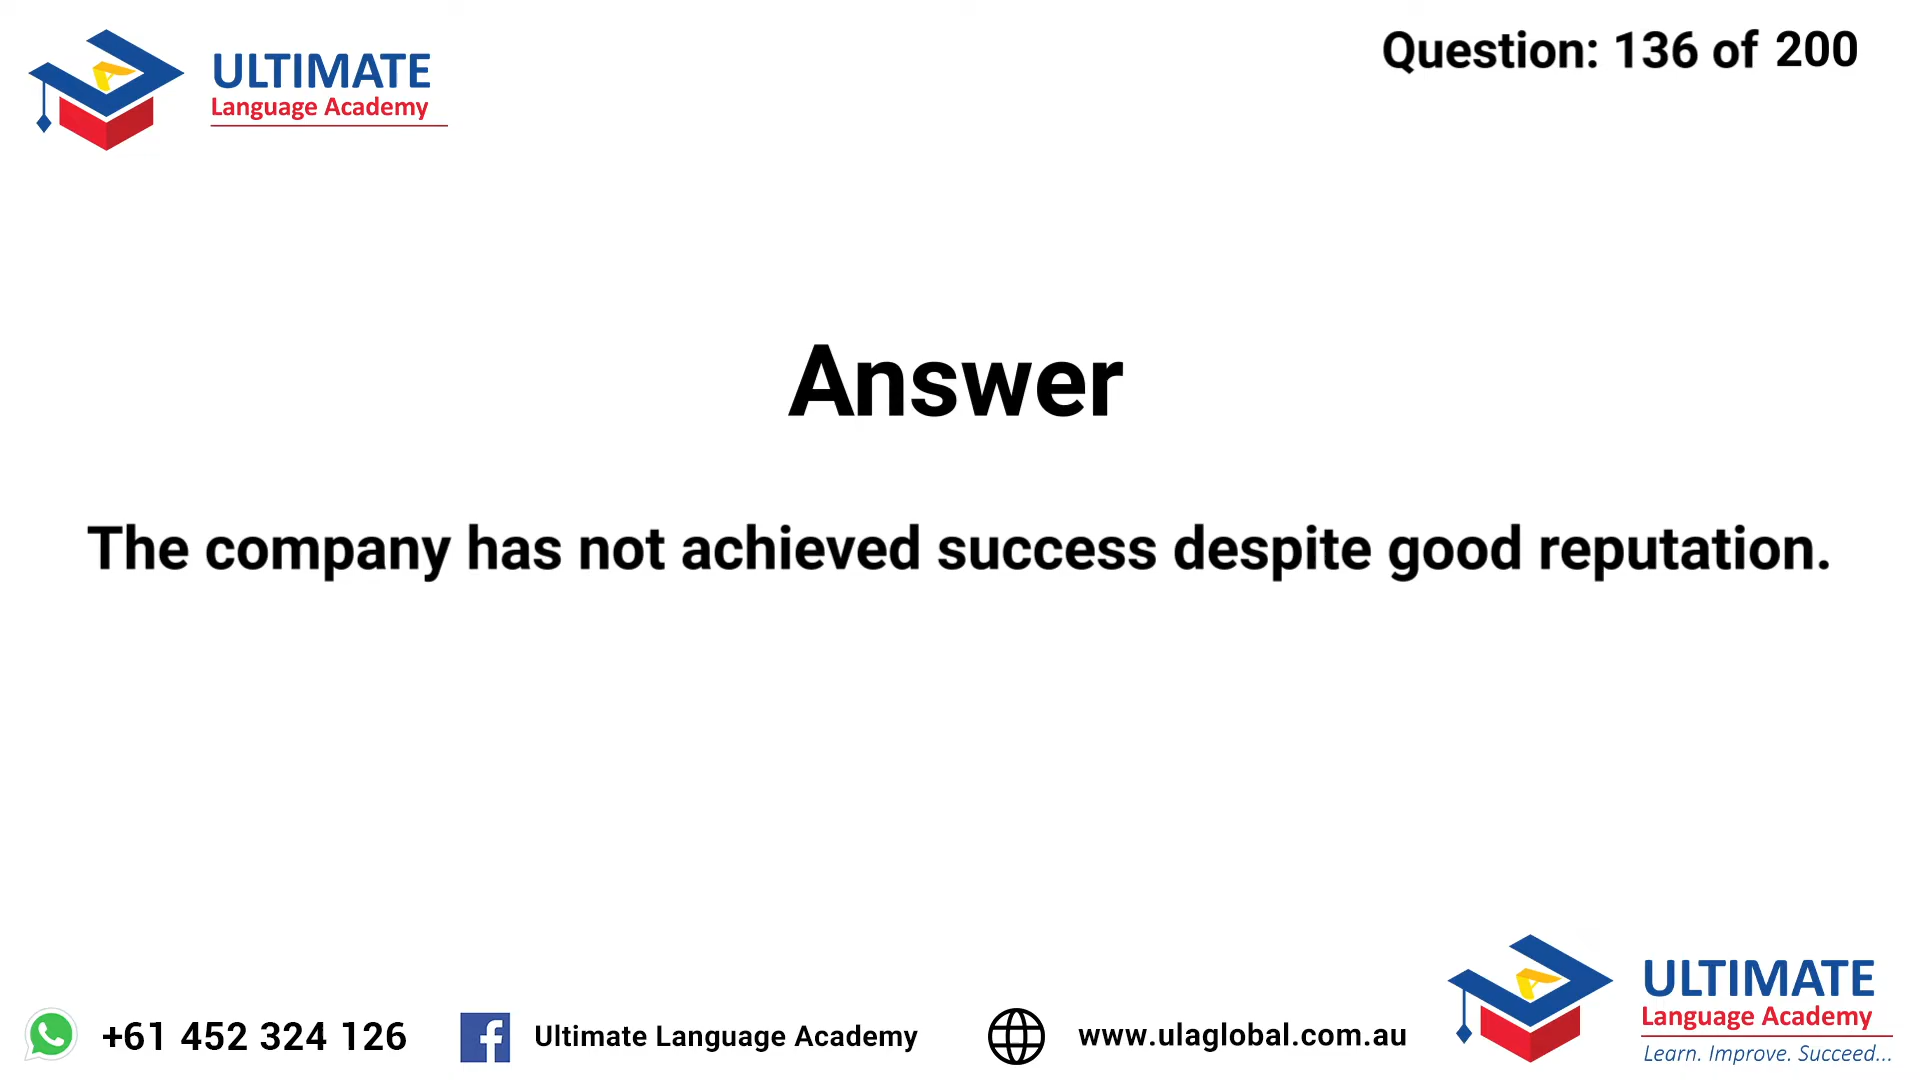 ULTIMATE
Language Academy
Question: 136 of 200
Answer
The company has not achieved success despite good reputation.
+61 452 324 126
Ultimate Language Academy
www.ulaglobal.com.au
ULTIMATE
Language Academy
Learn. Improve. Succeed...